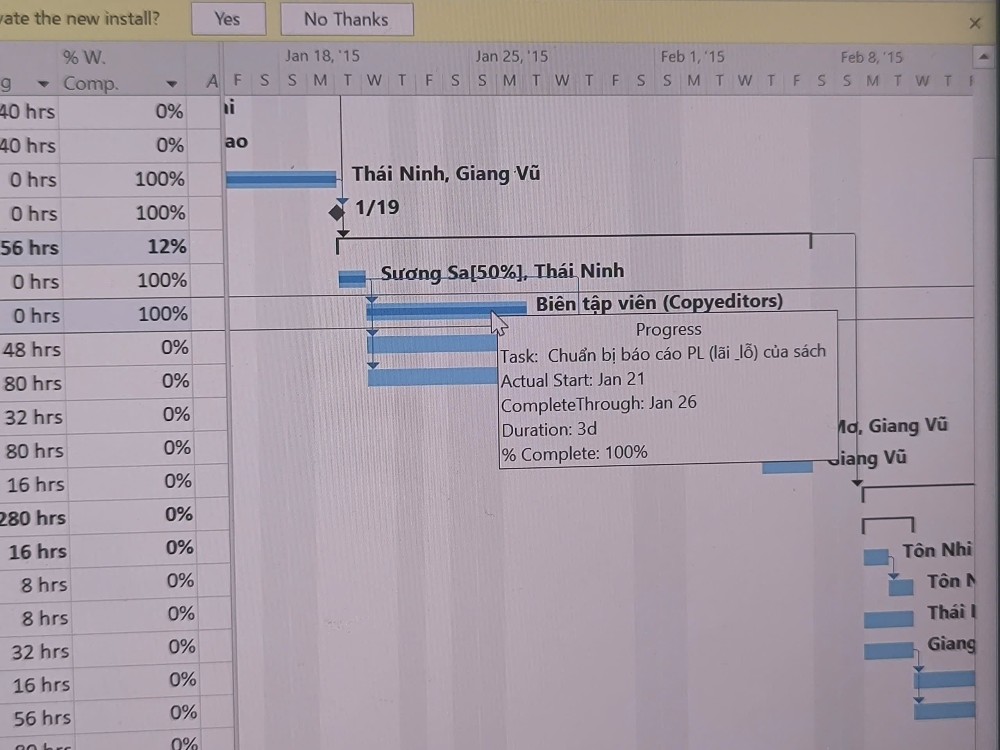 vate the new install? Yes No Thanks ×
g % W. Comp. A
Jan 18, '15 Jan 25, '15 Feb 1, '15 Feb 8, '15
F S S M T W T F S S M T W T F S S M T W T F S S M T W T F
40 hrs 0% ni
40 hrs 0% ao
0 hrs 100% Thái Ninh, Giang Vũ
0 hrs 100% 1/19
56 hrs 12%
0 hrs 100% Sương Sa[50%], Thái Ninh
0 hrs 100% Biên tập viên (Copyeditors)
48 hrs 0%
80 hrs 0%
32 hrs 0%
80 hrs 0%
16 hrs 0%
280 hrs 0%
16 hrs 0%
8 hrs 0%
8 hrs 0%
32 hrs 0%
16 hrs 0%
56 hrs 0%
0%
Progress
Task: Chuẩn bị báo cáo PL (lãi _lỗ) của sách
Actual Start: Jan 21
CompleteThrough: Jan 26
Duration: 3d
% Complete: 100%
Mơ, Giang Vũ
Giang Vũ
Tôn Nhi
Tôn N
Thái
Giang